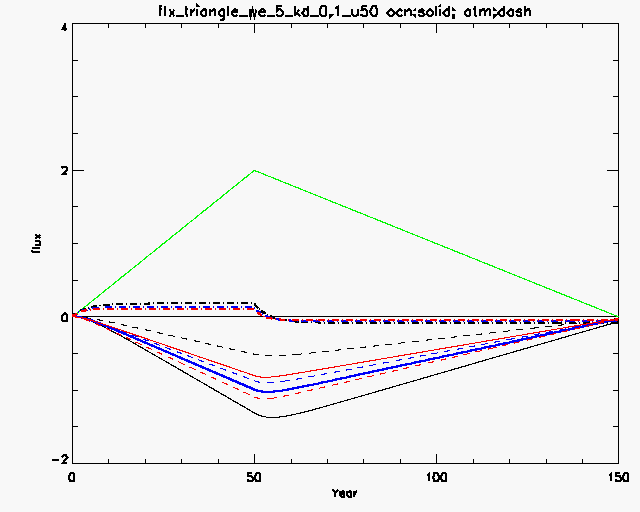 flx_triangle_we_5_kd_0,1_u50 ocn:solid; atm:dash
4
2
flux
0
-2
0
50
100
150
Year